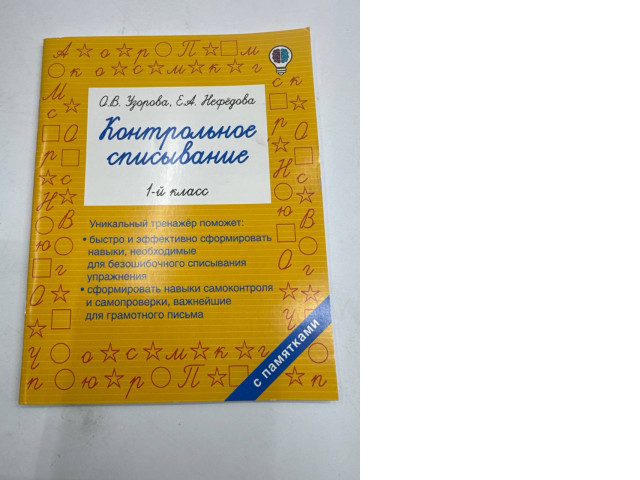 А о р П м
о к о с м к г
О.В. Узорова, Е.А. Нефёдова
Контрольное
списывание
1-й класс
Уникальный тренажёр поможет:
• быстро и эффективно сформировать
навыки, необходимые
для безошибочного списывания
упражнения
• сформировать навыки самоконтроля
и самопроверки, важнейшие
для грамотного письма
с памятками